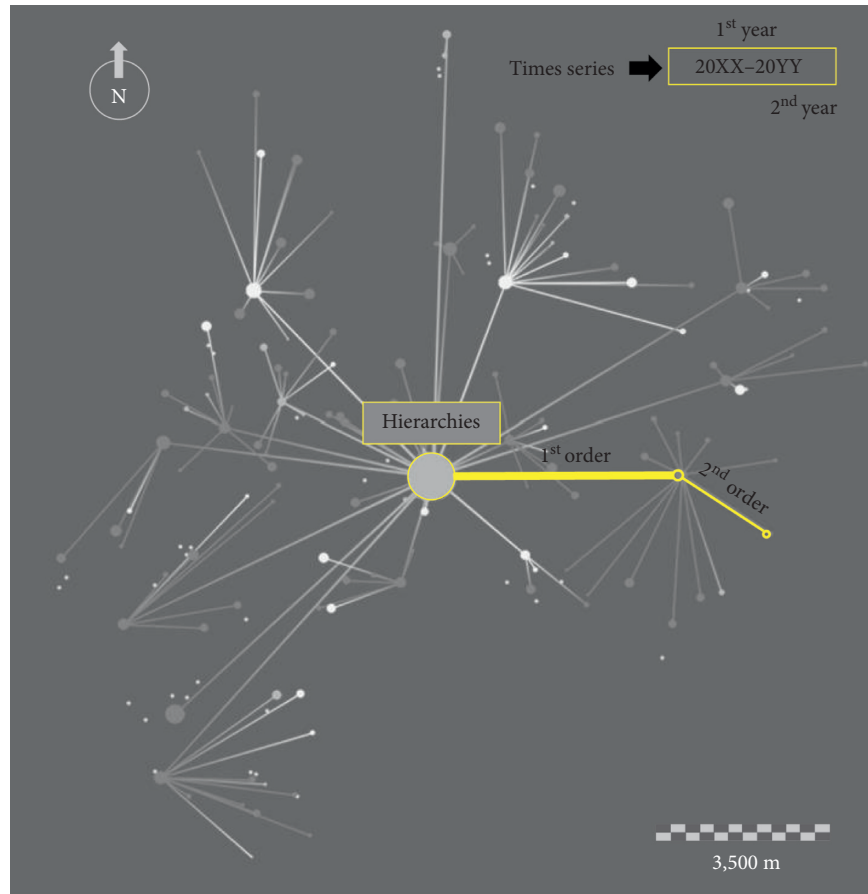 1st year
Times series
20XX–20YY
2nd year
N
Hierarchies
1st order
2nd order
3,500 m